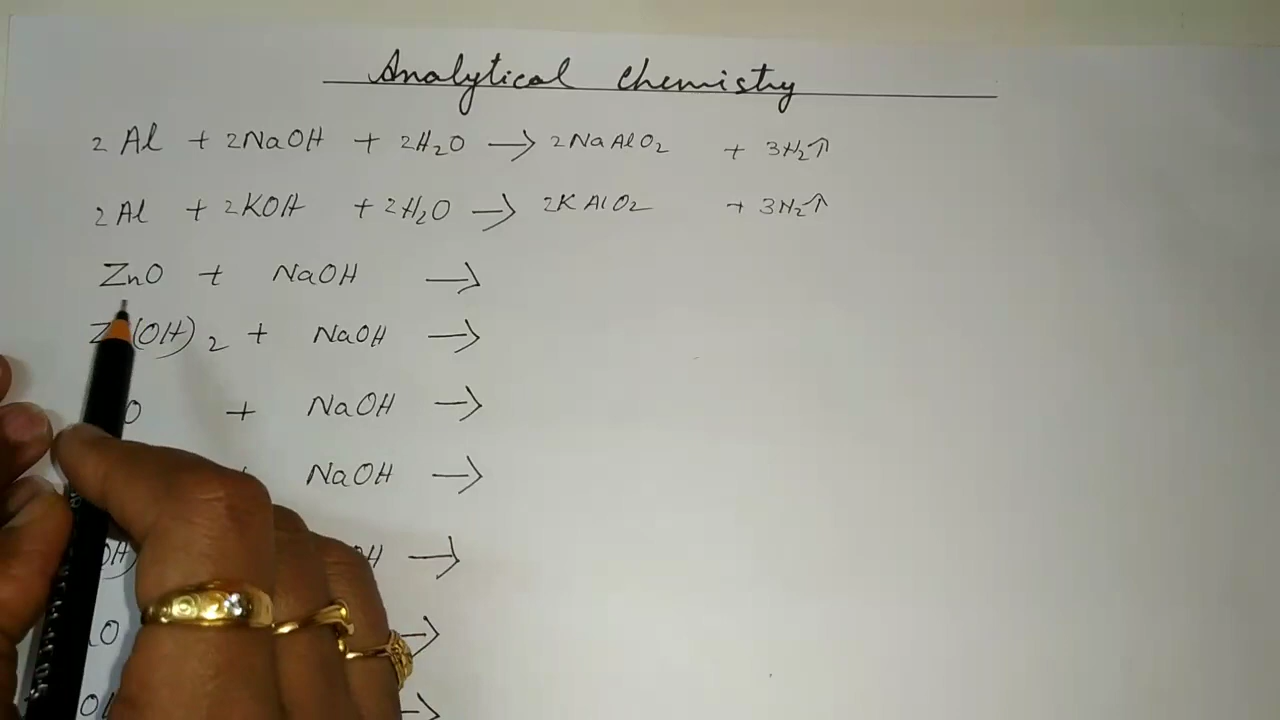 Analytical Chemistry
2 Al + 2NaOH + 2H₂O → 2NaAlO₂ + 3H₂↑
2 Al + 2KOH + 2H₂O → 2KAlO₂ + 3H₂↑
ZnO + NaOH →
(OH)₂ + NaOH →
O + NaOH →
NaOH →
OH) H →
O →
→